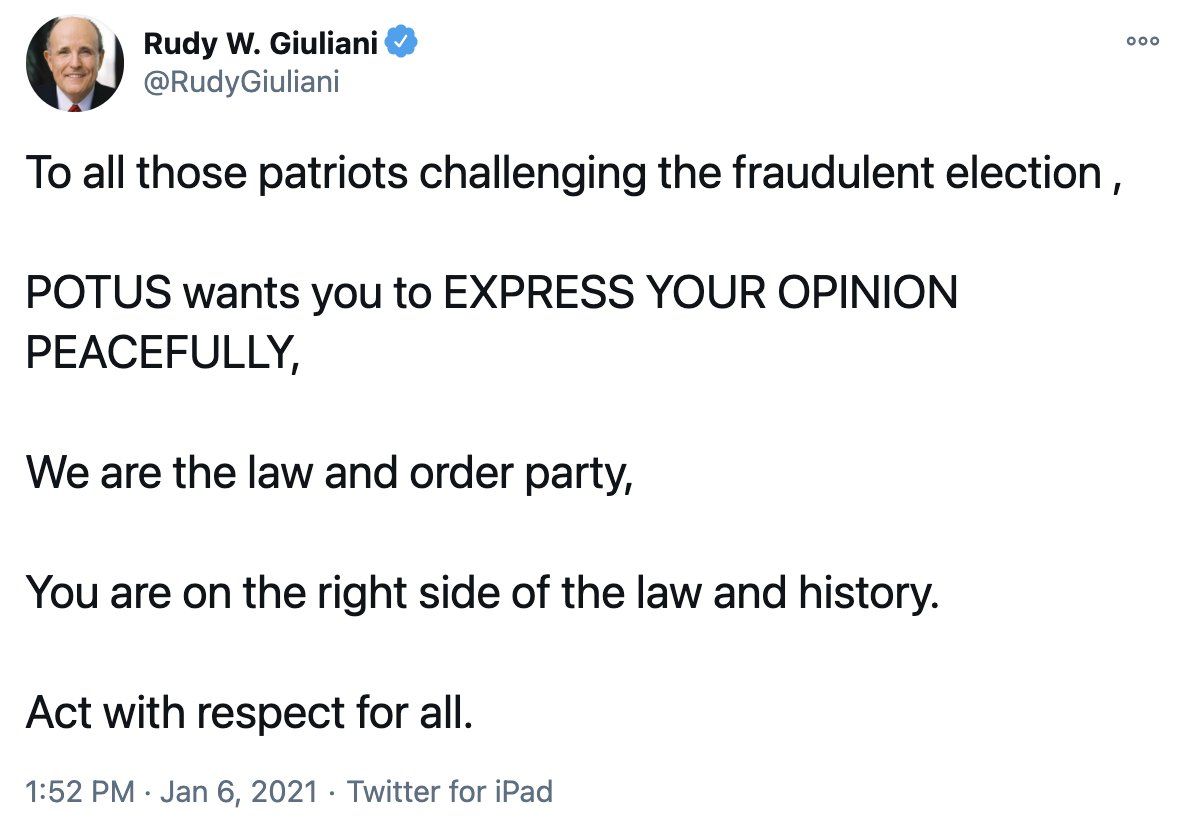 Rudy W. Giuliani
@RudyGiuliani
To all those patriots challenging the fraudulent election ,
POTUS wants you to EXPRESS YOUR OPINION
PEACEFULLY,
We are the law and order party,
You are on the right side of the law and history.
Act with respect for all.
1:52 PM · Jan 6, 2021 · Twitter for iPad